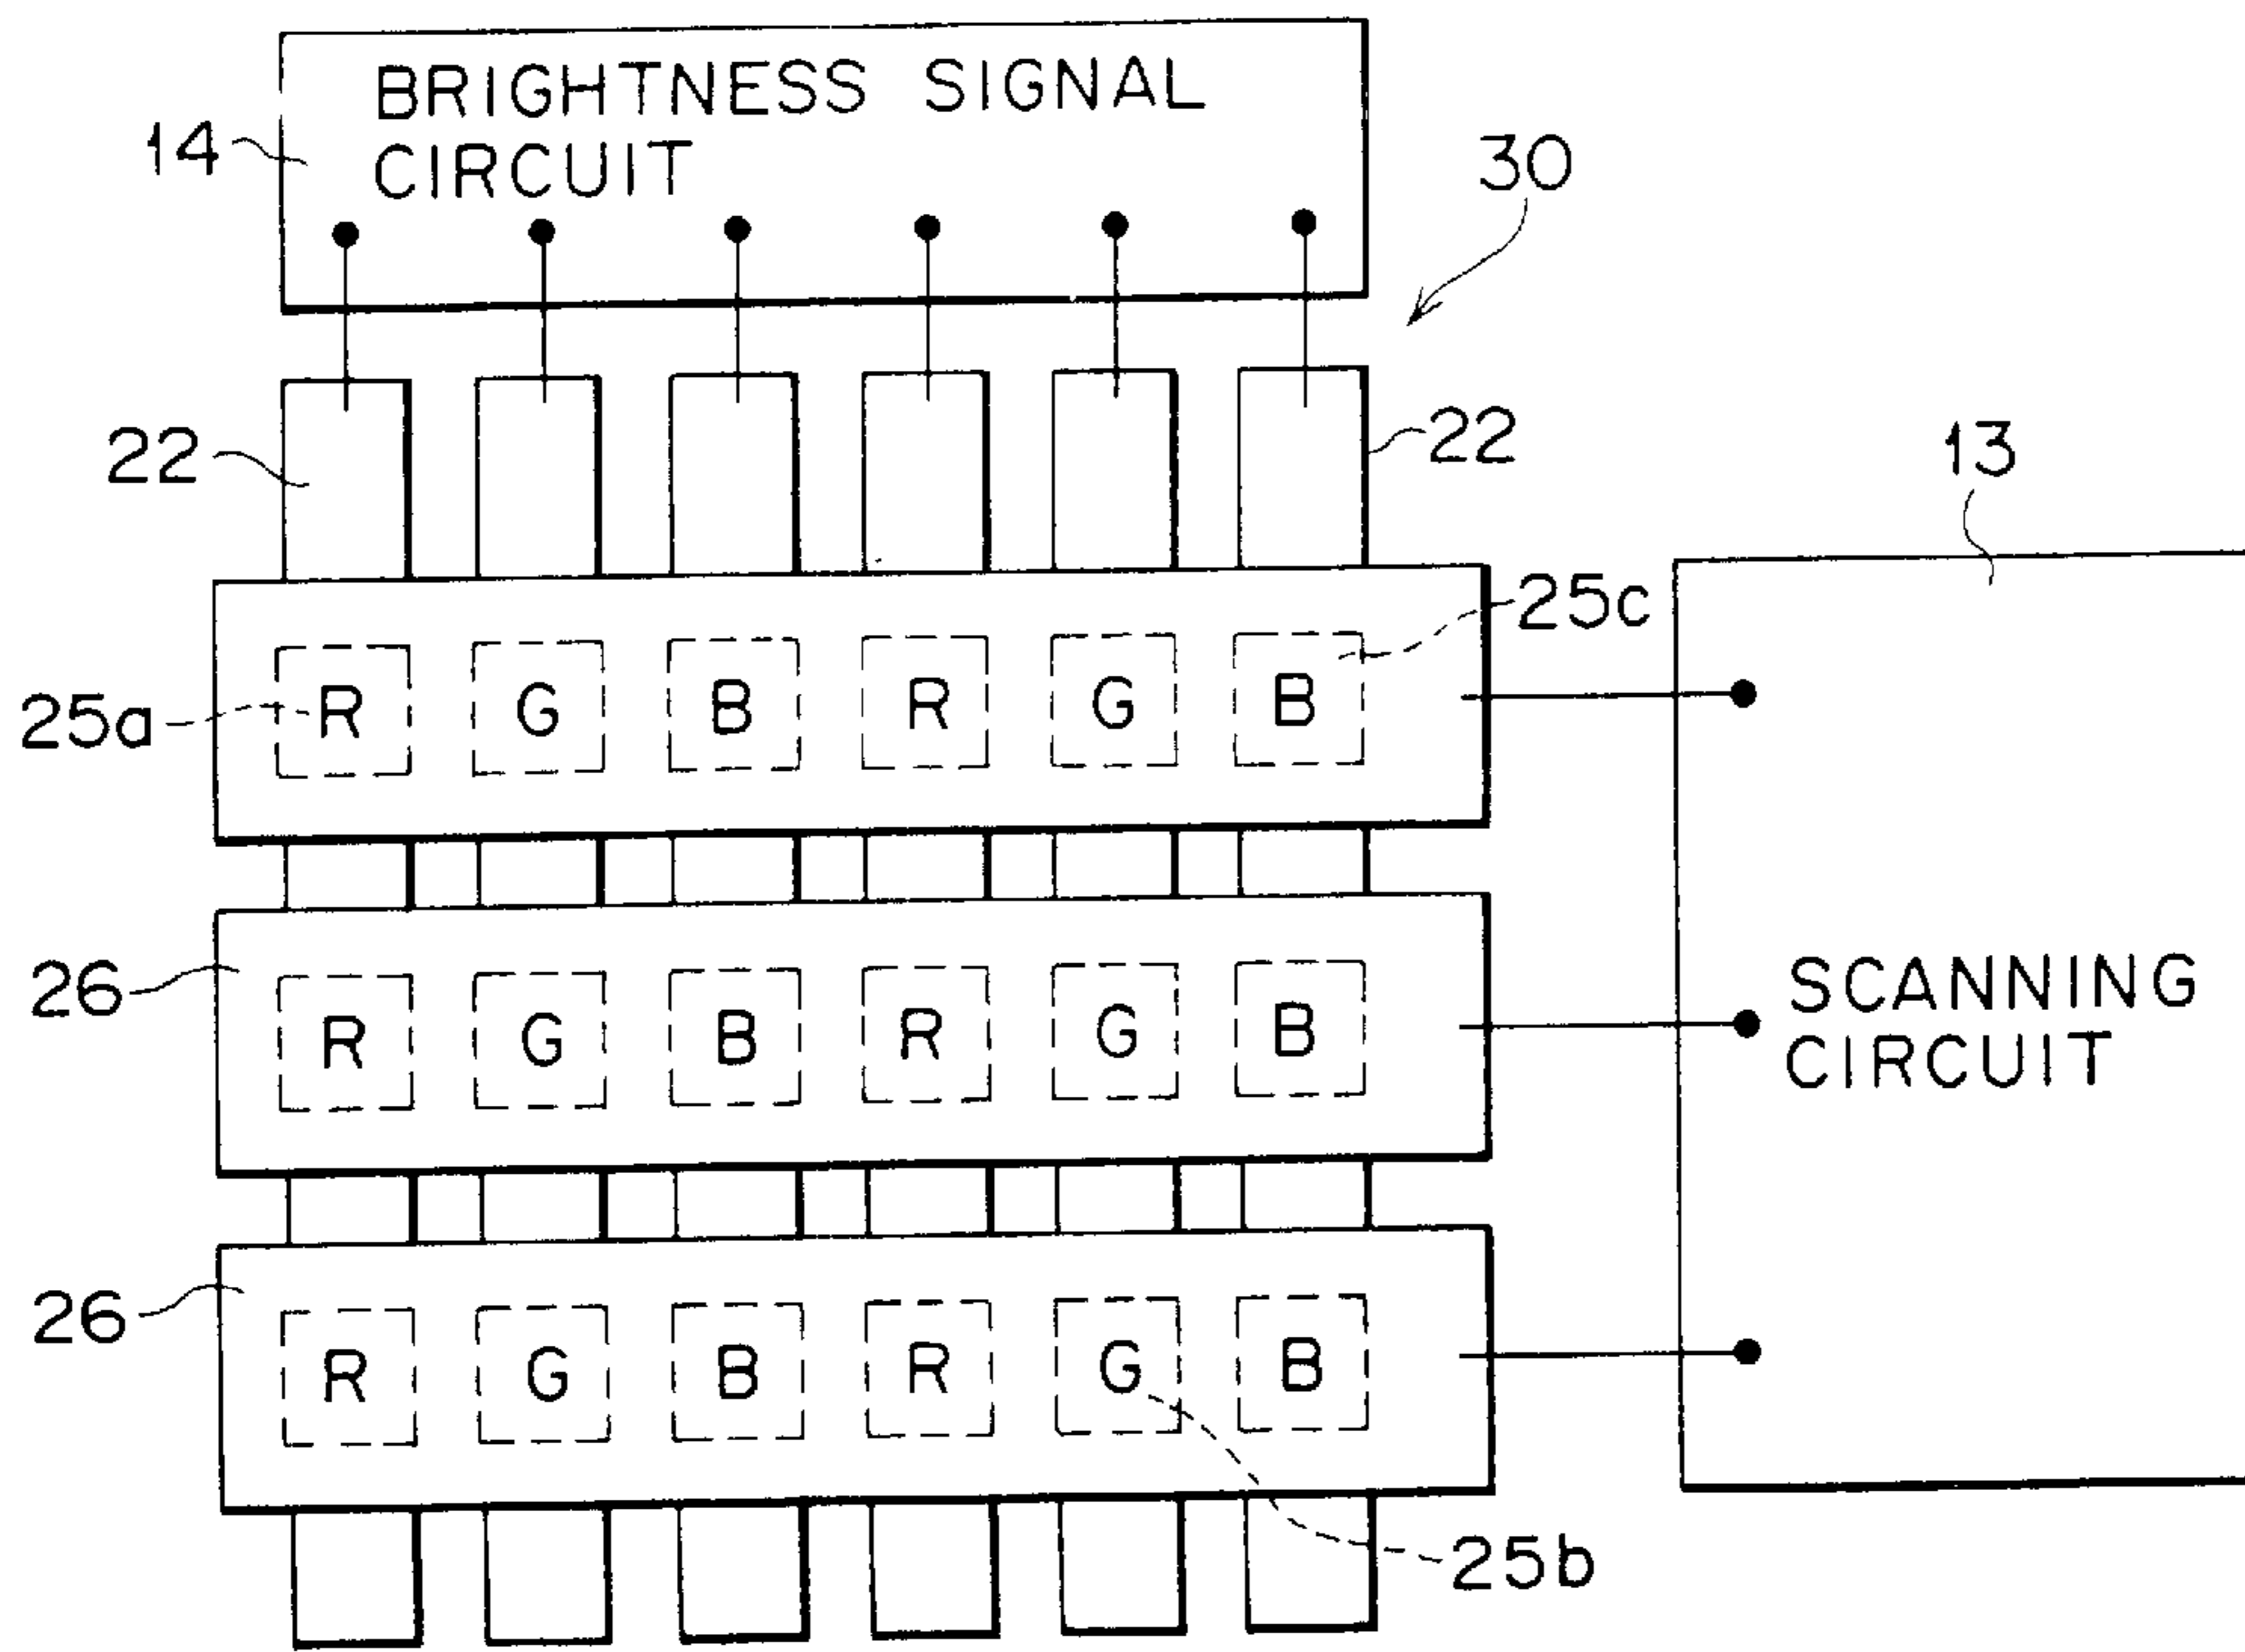 BRIGHTNESS SIGNAL
CIRCUIT
14
30
22
22
13
25c
25a
R G B R G B
26
R G B R G B
SCANNING
CIRCUIT
26
R G B R G B
25b